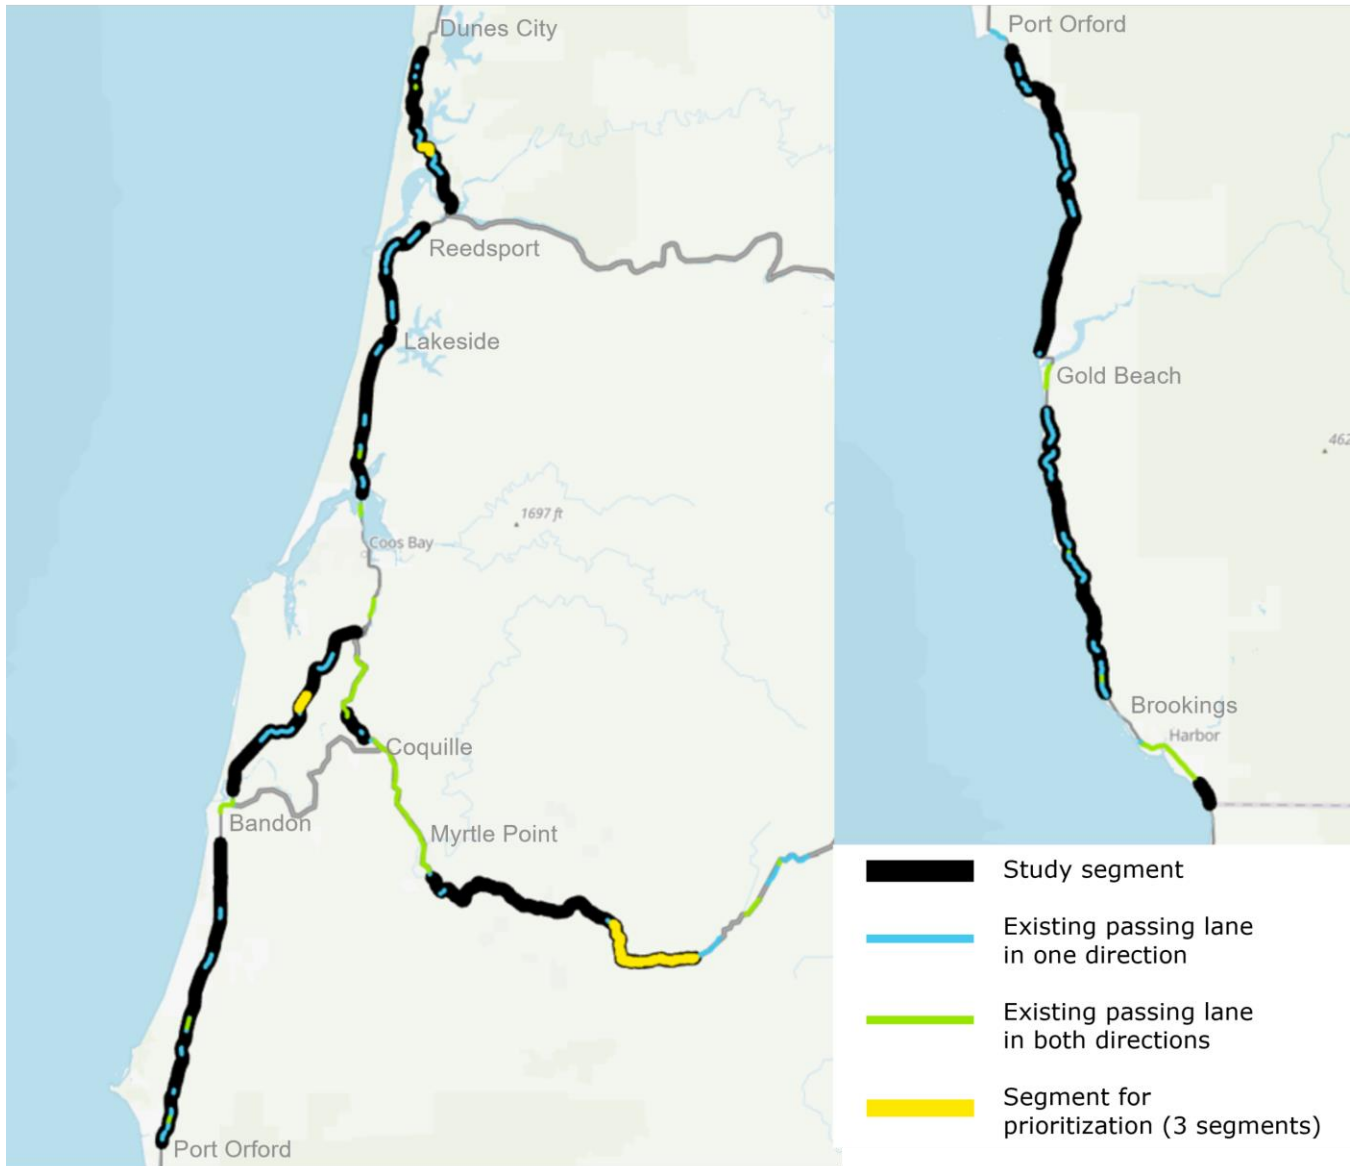 Dunes City
Reedsport
Lakeside
1697 ft
Coos Bay
Coquille
Bandon
Myrtle Point
Port Orford
Port Orford
Gold Beach
462
Brookings
Harbor
Study segment
Existing passing lane
in one direction
Existing passing lane
in both directions
Segment for
prioritization (3 segments)